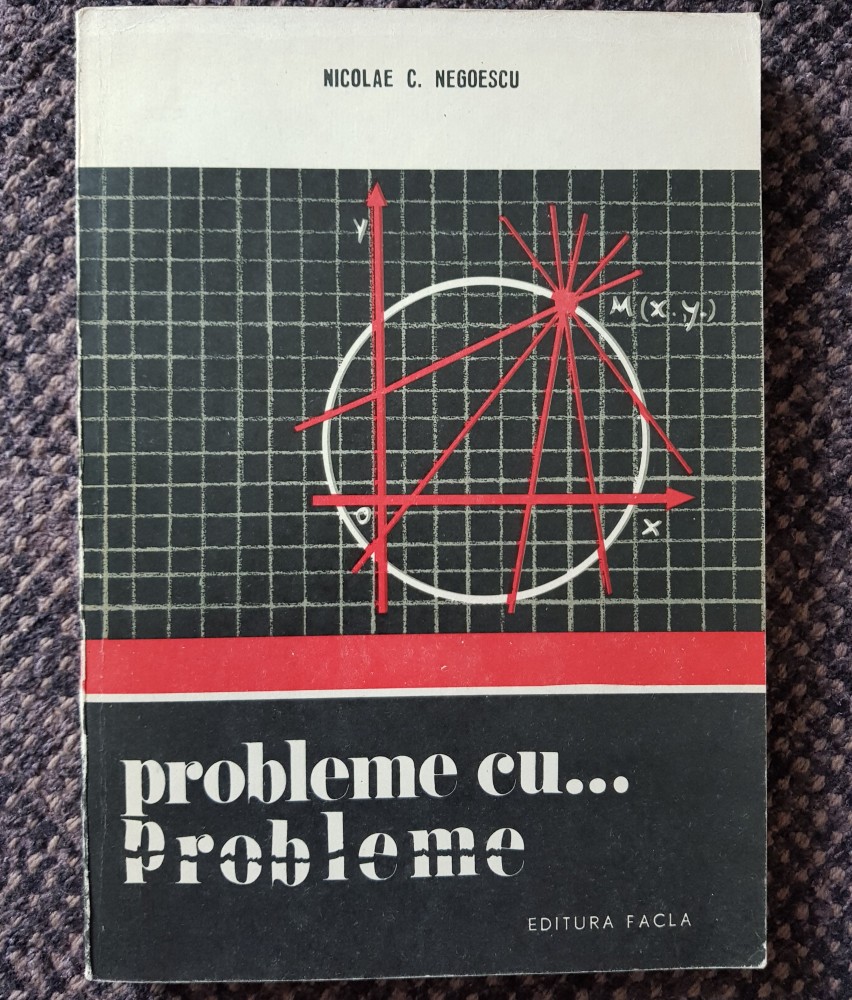 NICOLAE C. NEGOESCU
y
M (x, y.)
O
x
probleme cu...
Probleme
EDITURA FACLA